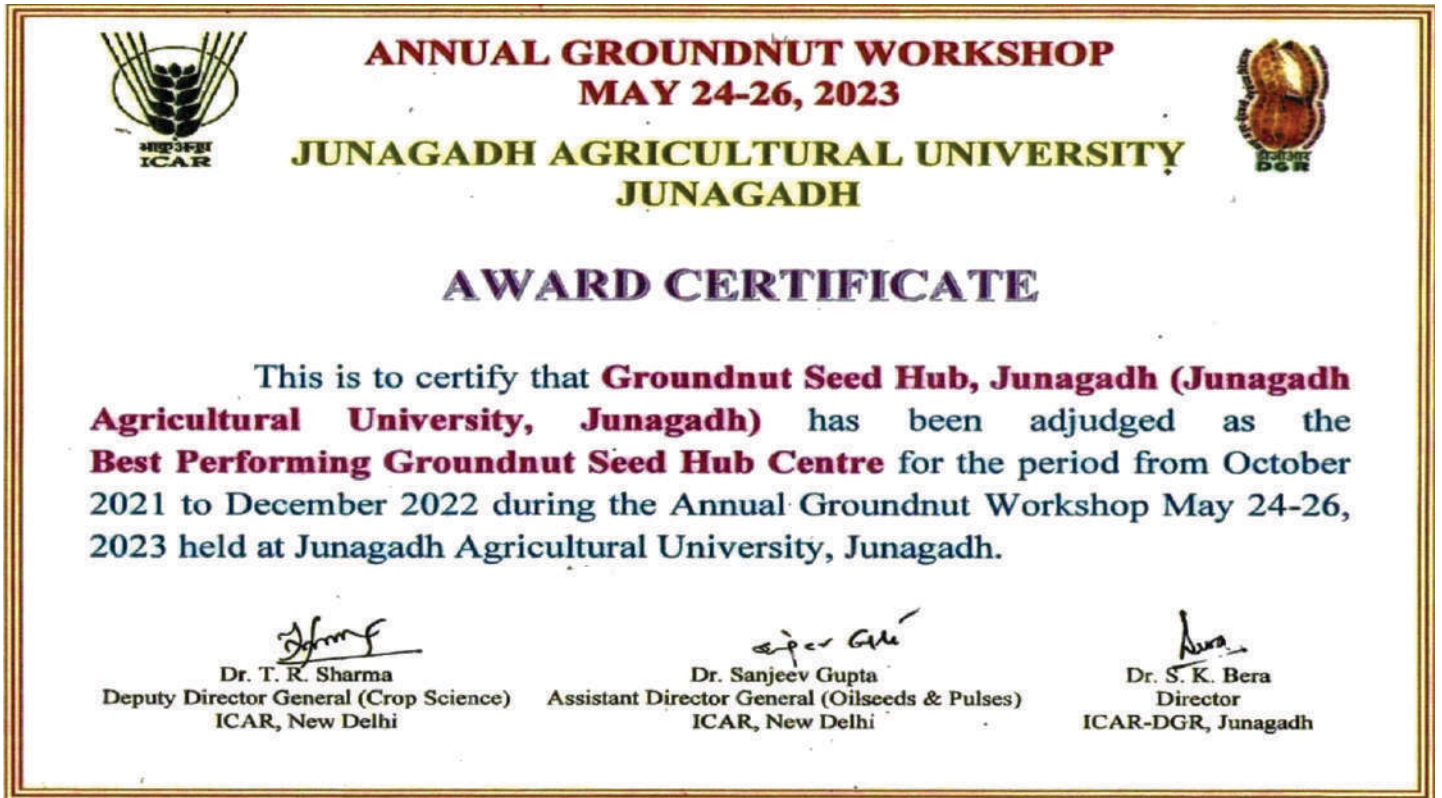 ANNUAL GROUNDNUT WORKSHOP
MAY 24-26, 2023
ICAR
DGR
JUNAGADH AGRICULTURAL UNIVERSITY
JUNAGADH
AWARD CERTIFICATE
This is to certify that Groundnut Seed Hub, Junagadh (Junagadh
Agricultural University, Junagadh) has been adjudged as the
Best Performing Groundnut Seed Hub Centre for the period from October
2021 to December 2022 during the Annual Groundnut Workshop May 24-26,
2023 held at Junagadh Agricultural University, Junagadh.
Dr. T. R. Sharma
Deputy Director General (Crop Science)
ICAR, New Delhi
Dr. Sanjeev Gupta
Assistant Director General (Oilseeds & Pulses)
ICAR, New Delhi
Dr. S. K. Bera
Director
ICAR-DGR, Junagadh